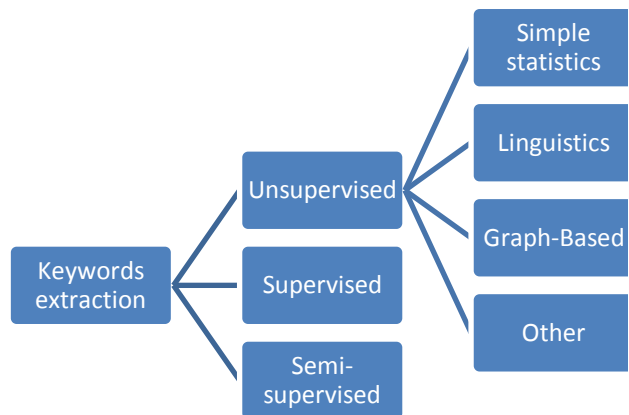 Simple
statistics
Linguistics
Unsupervised
Graph-Based
Keywords
extraction
Supervised
Other
Semi-
supervised